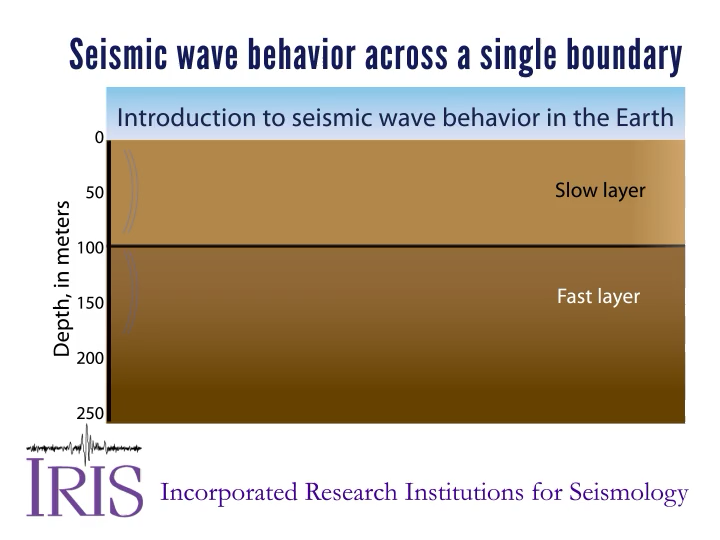 Seismic wave behavior across a single boundary
Introduction to seismic wave behavior in the Earth
0
Slow layer
50
100
Depth, in meters
Fast layer
150
200
250
IRIS
Incorporated Research Institutions for Seismology